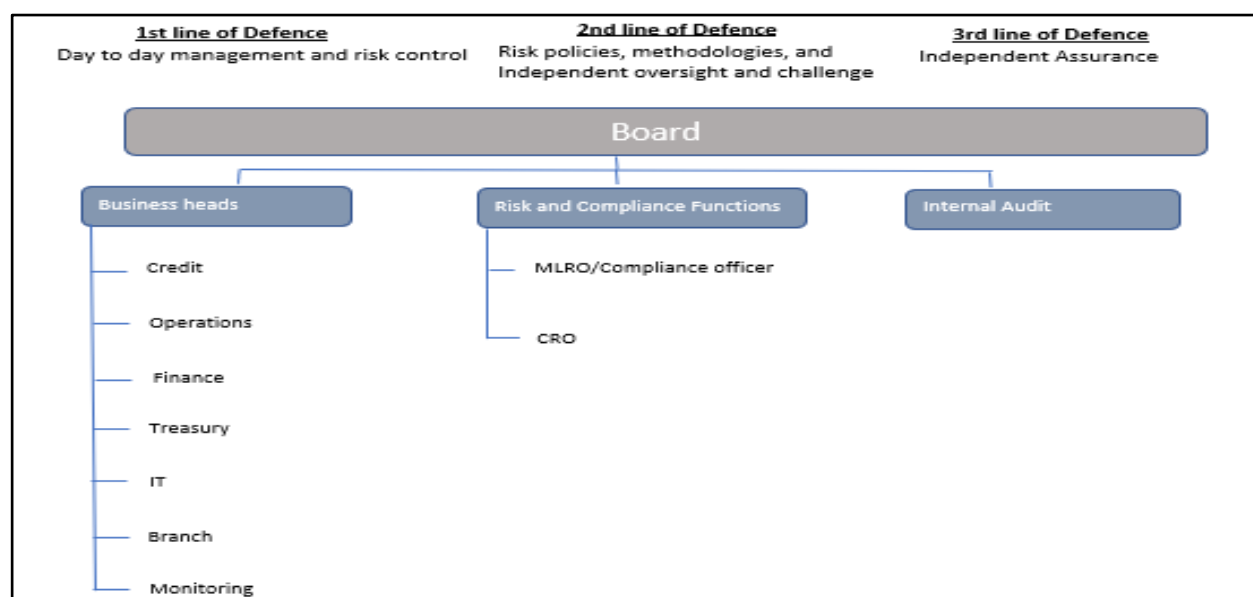 1st line of Defence
Day to day management and risk control
2nd line of Defence
Risk policies, methodologies, and
Independent oversight and challenge
3rd line of Defence
Independent Assurance
Board
Business heads
Credit
Operations
Finance
Treasury
IT
Branch
Monitoring
Risk and Compliance Functions
MLRO/Compliance officer
CRO
Internal Audit